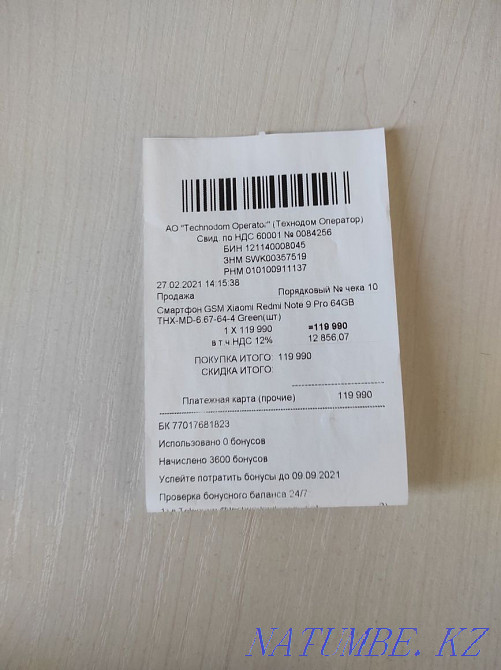 АО "Technodom Operator" (Технодом Оператор)
Свид. по НДС 60001 № 0084256
БИН 121140008045
ЗНМ SWK00357519
РНМ 010100911137
27.02.2021 14:15:38
Порядковый № чека 10
Продажа
Смартфон GSM Xiaomi Redmi Note 9 Pro 64GB
THX-MD-6.67-64-4 Green(шт.)
1 X 119 990 =119 990
в т ч НДС 12% 12 856.07
ПОКУПКА ИТОГО: 119 990
СКИДКА ИТОГО:
Платежная карта (прочие) 119 990
БК 77017681823
Использовано 0 бонусов
Начислено 3600 бонусов
Успейте потратить бонусы до 09.09.2021
Проверка бонусного баланса 24/7
NATUMBE.KZ